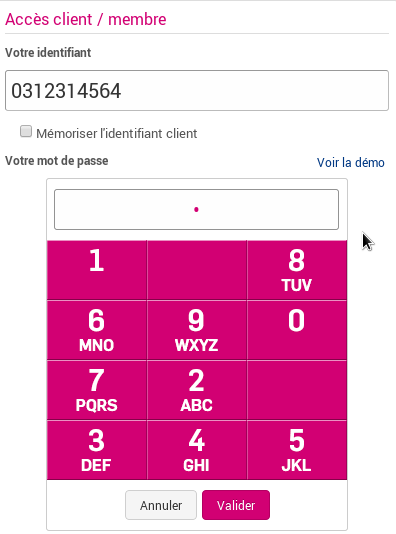 Accès client / membre
Votre identifiant
0312314564
Mémoriser l'identifiant client
Votre mot de passe
Voir la démo
•
1
8
TUV
6
MNO
9
WXYZ
0
7
PQRS
2
ABC
3
DEF
4
GHI
5
JKL
Annuler
Valider